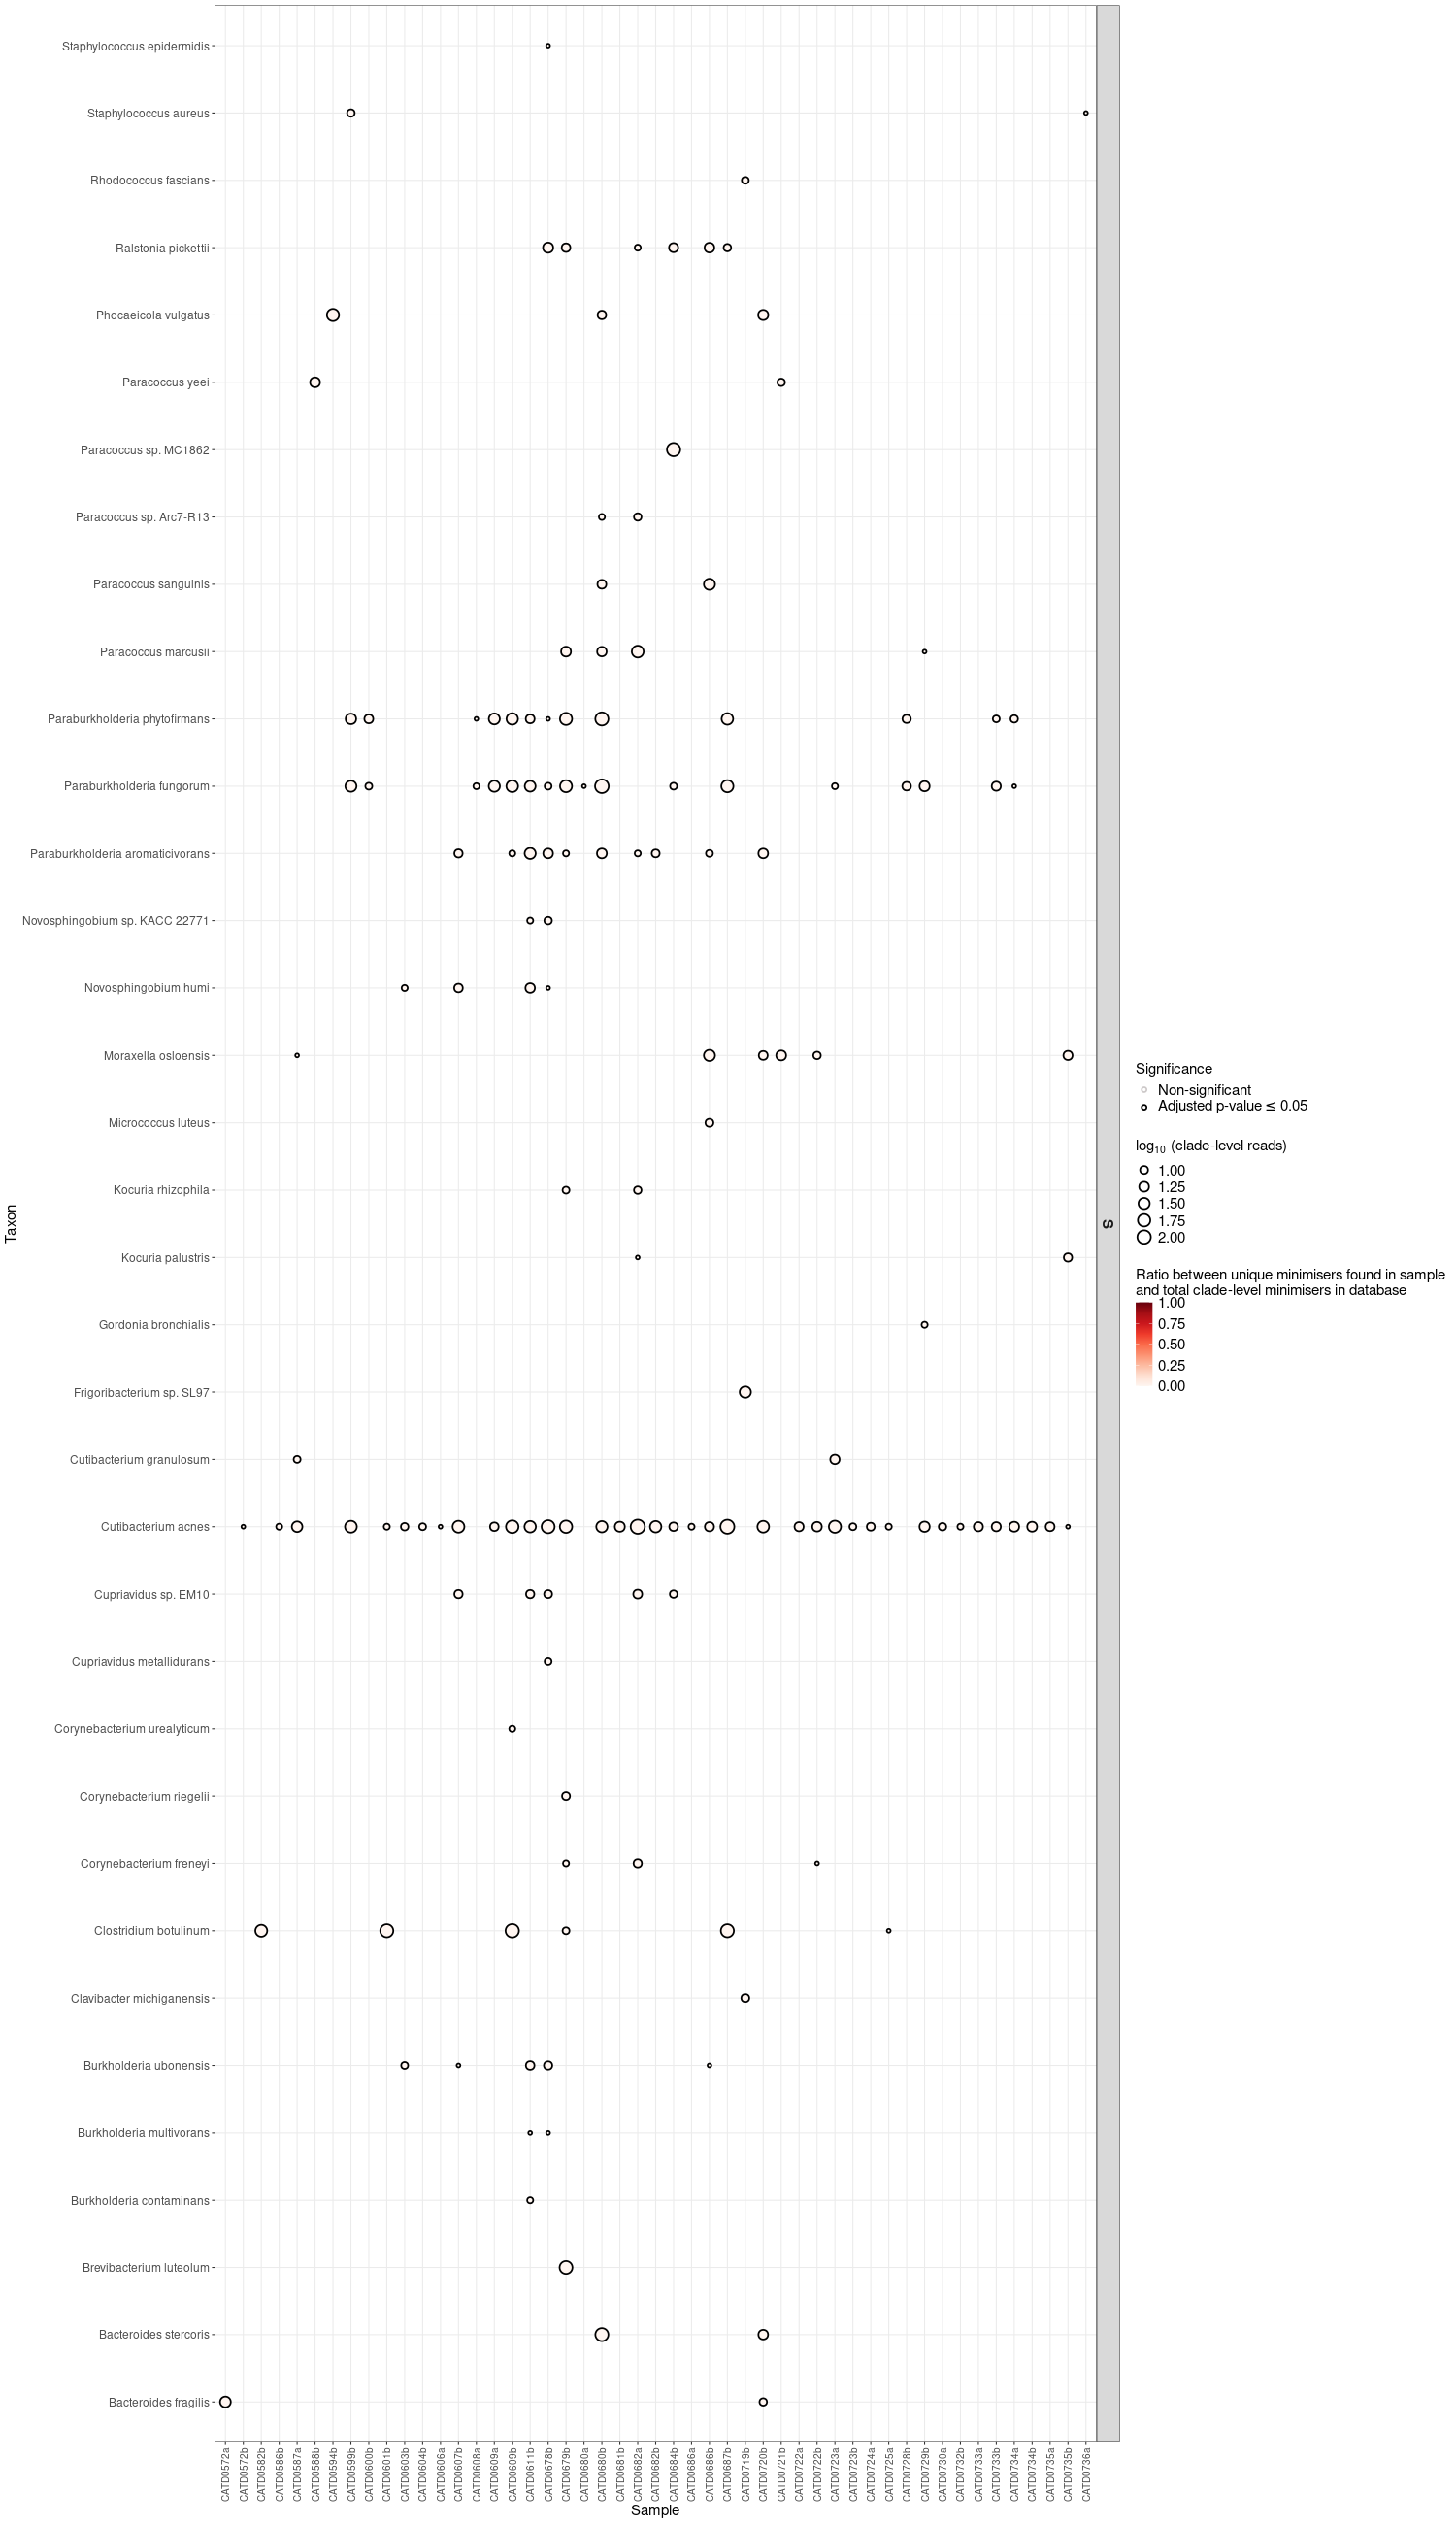 Staphylococcus epidermidis
Staphylococcus aureus
Rhodococcus fascians
Ralstonia pickettii
Phocaeicola vulgatus
Paracoccus yeei
Paracoccus sp. MC1862
Paracoccus sp. Arc7-R13
Paracoccus sanguinis
Paracoccus marcusii
Paraburkholderia phytofirmans
Paraburkholderia fungorum
Paraburkholderia aromaticivorans
Novosphingobium sp. KACC 22771
Novosphingobium humi
Moraxella osloensis
Micrococcus luteus
Kocuria rhizophila
Kocuria palustris
Gordonia bronchialis
Frigoribacterium sp. SL97
Cutibacterium granulosum
Cutibacterium acnes
Cupriavidus sp. EM10
Cupriavidus metallidurans
Corynebacterium urealyticum
Corynebacterium riegelii
Corynebacterium freneyi
Clostridium botulinum
Clavibacter michiganensis
Burkholderia ubonensis
Burkholderia multivorans
Burkholderia contaminans
Brevibacterium luteolum
Bacteroides stercoris
Bacteroides fragilis
Taxon
S
CATD0572a
CATD0572b
CATD0582b
CATD0586b
CATD0587a
CATD0588b
CATD0594b
CATD0599b
CATD0600b
CATD0601b
CATD0603b
CATD0604b
CATD0606a
CATD0607b
CATD0608a
CATD0609a
CATD0609b
CATD0611b
CATD0678b
CATD0679b
CATD0680a
CATD0680b
CATD0681b
CATD0682a
CATD0682b
CATD0684b
CATD0686a
CATD0686b
CATD0687b
CATD0719b
CATD0720b
CATD0721b
CATD0722a
CATD0722b
CATD0723a
CATD0723b
CATD0724a
CATD0725a
CATD0728b
CATD0729b
CATD0730a
CATD0732b
CATD0733a
CATD0733b
CATD0734a
CATD0734b
CATD0735a
CATD0735b
CATD0736a
Sample
Significance
Non-significant
Adjusted p-value ≤ 0.05
log₁₀ (clade-level reads)
1.00
1.25
1.50
1.75
2.00
Ratio between unique minimisers found in sample
and total clade-level minimisers in database
1.00
0.75
0.50
0.25
0.00